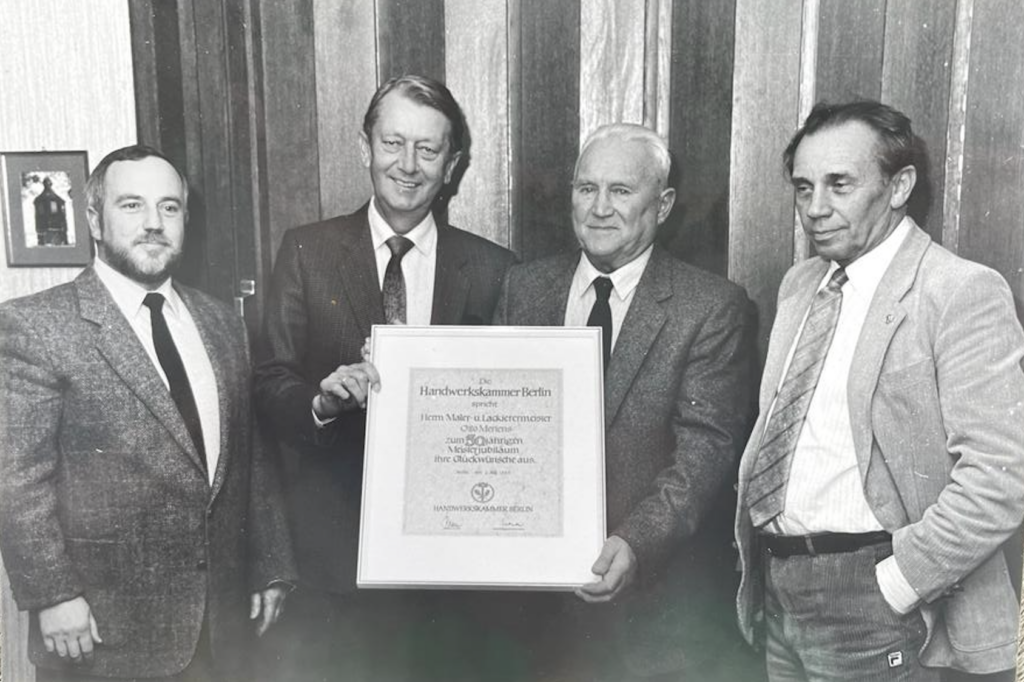 Die
Handwerkskammer Berlin
spricht
Herrn Maler- u. Lackierermeister
Otto Mertens
zum 50jährigen
Meisterjubiläum
ihre Glückwünsche aus.
HANDWERKSKAMMER BERLIN
F